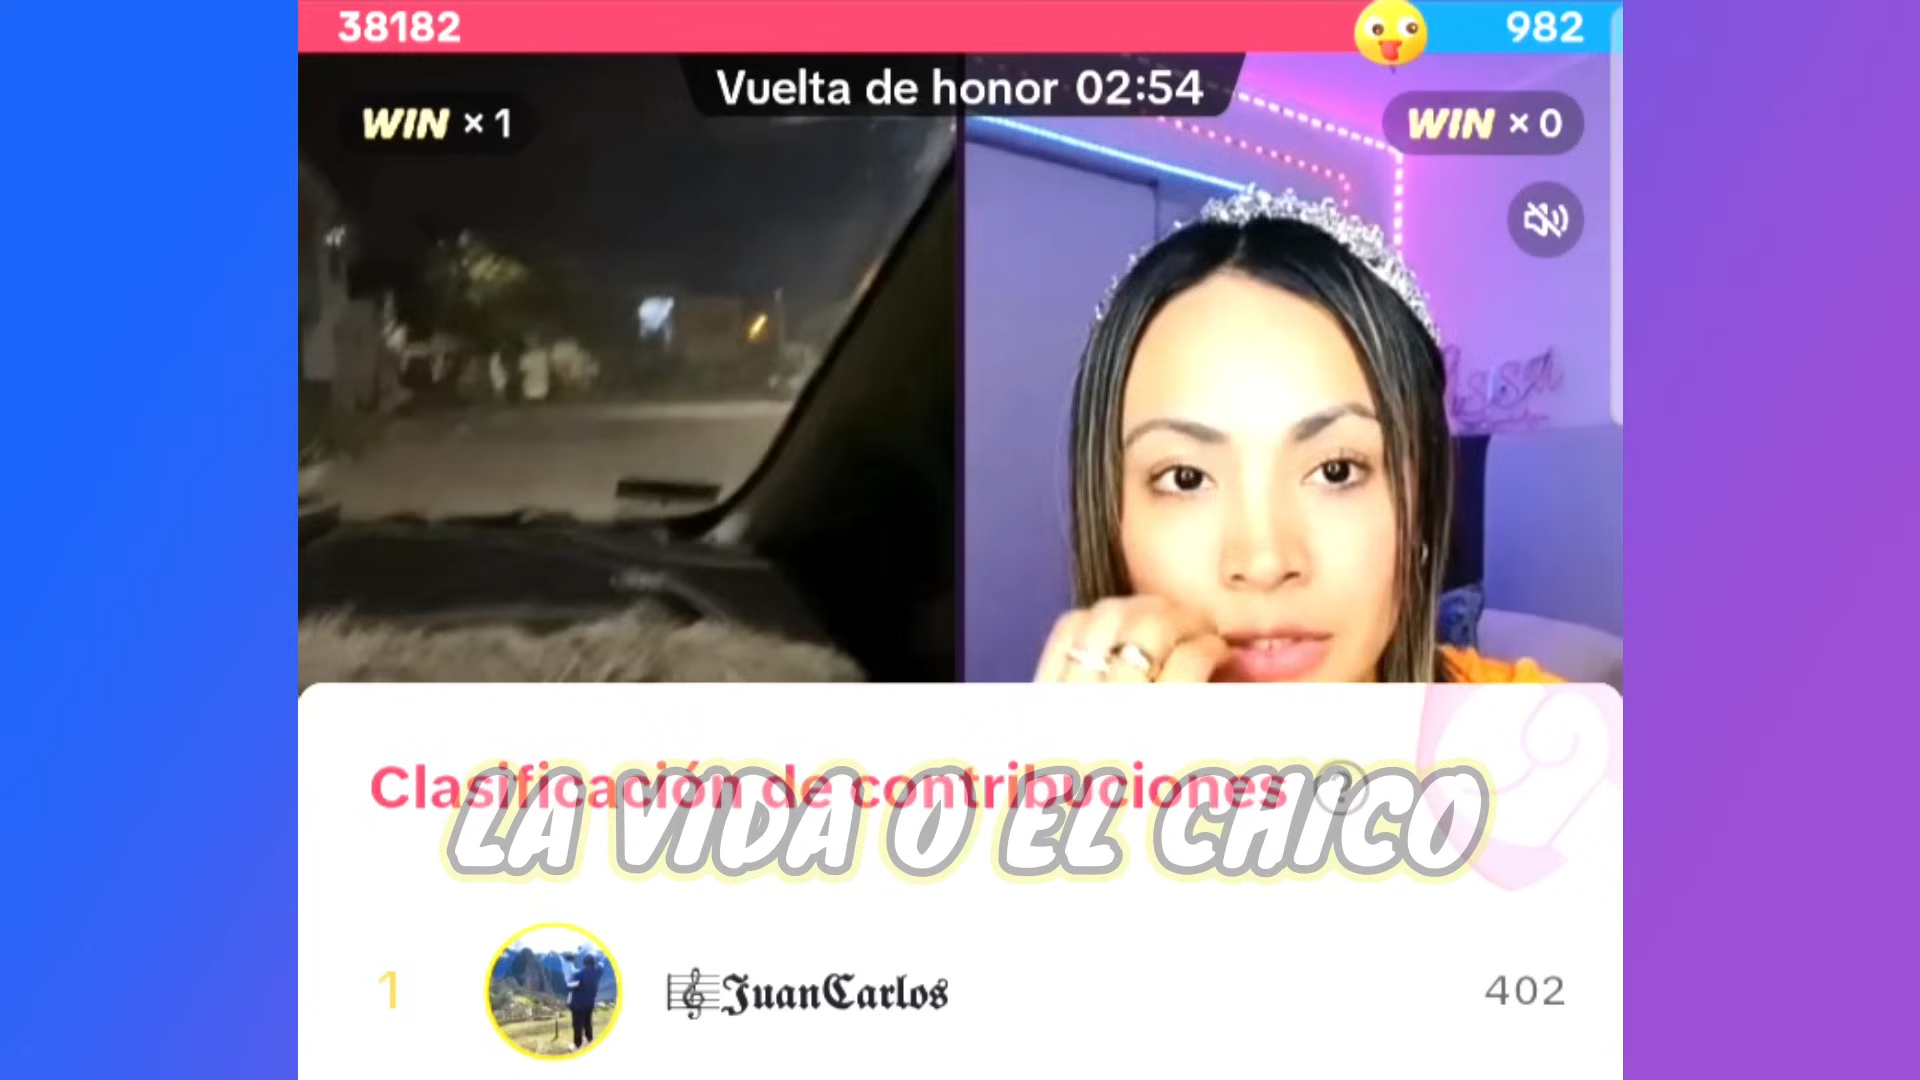 38182
982
Vuelta de honor 02:54
WIN × 1
WIN × 0
Clasificación de contribuciones ?
LA VIDA O EL CHICO
1
JuanCarlos
402